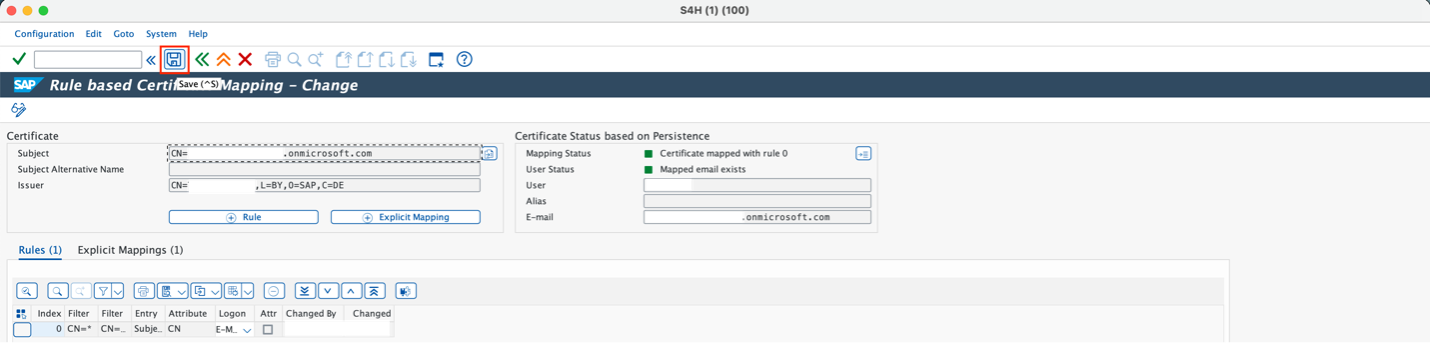 S4H (1) (100)
Configuration Edit Goto System Help
Save (^S)
SAP Rule based Certif Mapping - Change
Certificate
Subject CN= .onmicrosoft.com
Subject Alternative Name
Issuer CN= ,L=BY,O=SAP,C=DE
Rule Explicit Mapping
Certificate Status based on Persistence
Mapping Status Certificate mapped with rule 0
User Status Mapped email exists
User
Alias
E-mail .onmicrosoft.com
Rules (1) Explicit Mappings (1)
Index Filter Filter Entry Attribute Logon Attr Changed By Changed
0 CN=* CN=... Subje... CN E-M...